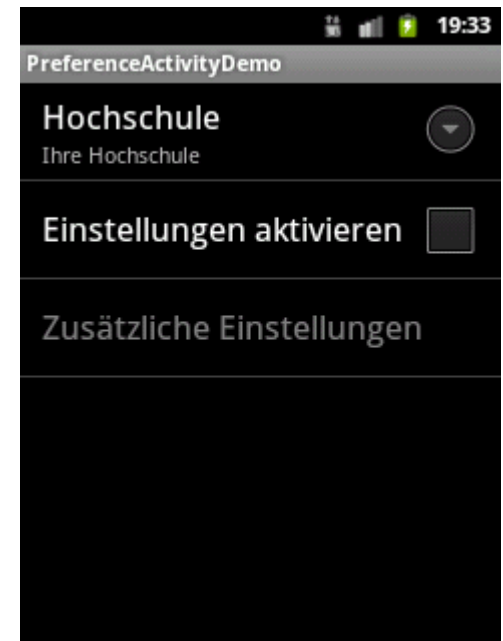 19:33
PreferenceActivityDemo
Hochschule
Ihre Hochschule
Einstellungen aktivieren
Zusätzliche Einstellungen